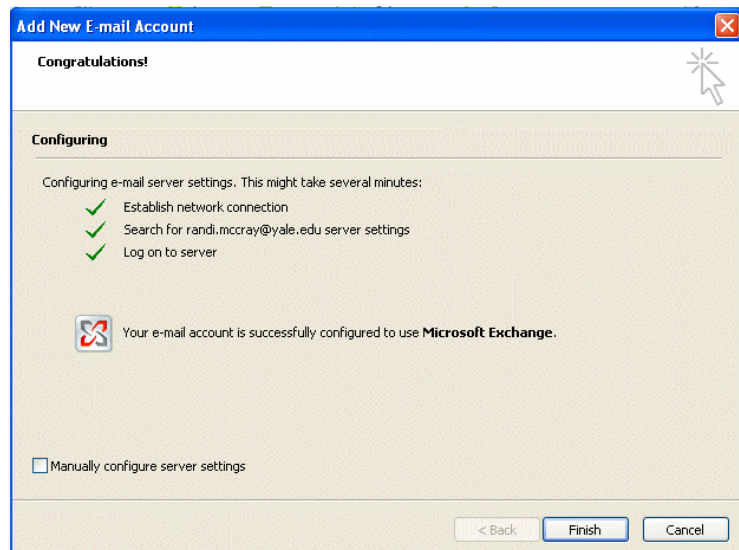 Add New E-mail Account
Congratulations!
Configuring
Configuring e-mail server settings. This might take several minutes:
Establish network connection
Search for randi.mccray@yale.edu server settings
Log on to server
Your e-mail account is successfully configured to use Microsoft Exchange.
Manually configure server settings
< Back
Finish
Cancel